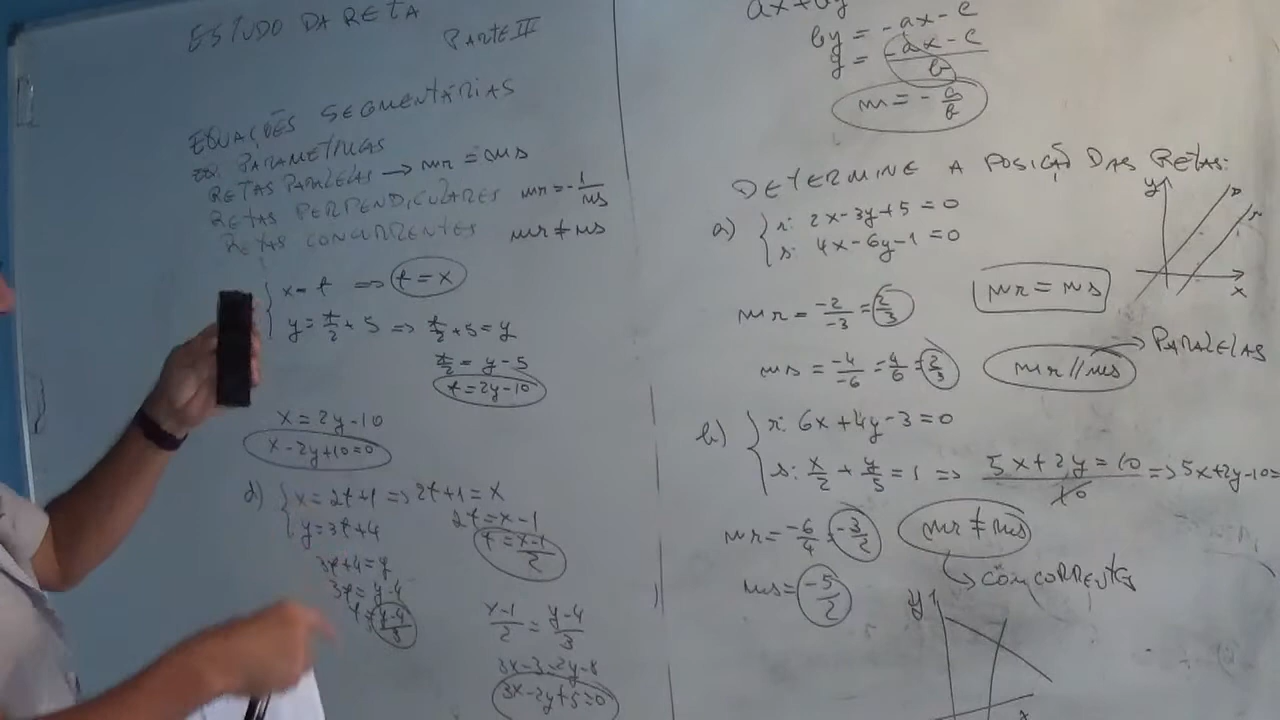 ESTUDO DA RETA
PARTE III
EQUAÇÕES SEGMENTÁRIAS
EQ. PARAMETRICAS
RETAS PARALELAS → mr = ms
RETAS PERPENDICULARES mr = -1/ms
RETAS CONCORRENTES mr ≠ ms
x = t => t = x
y = t/2 + 5 => t/2 + 5 = y
t/2 = y - 5
t = 2y - 10
x = 2y - 10
x - 2y + 10 = 0
d) x = 2t + 1 => 2t + 1 = x
y = 3t + 4
2t = x - 1
t = x-1/2
3t + 4 = y
3t = y - 4
t = y-4/3
x-1/2 = y-4/3
3x - 3 = 2y - 8
3x - 2y + 5 = 0
by = -ax - c
y = -ax - c/b
m = -a/b
DETERMINE A POSIÇÃO DAS RETAS:
a) r: 2x - 3y + 5 = 0
s: 4x - 6y - 1 = 0
y
x
mr = -2/-3 = 2/3
mr = ms
ms = -4/-6 = 4/6 = 2/3
mr // ms
PARALELAS
b) r: 6x + 4y - 3 = 0
s: x/2 + y/5 = 1 => 5x + 2y = 10/10 => 5x + 2y - 10 =
mr = -6/4 = -3/2
mr ≠ ms
CONCORRENTES
ms = -5/2
y
x